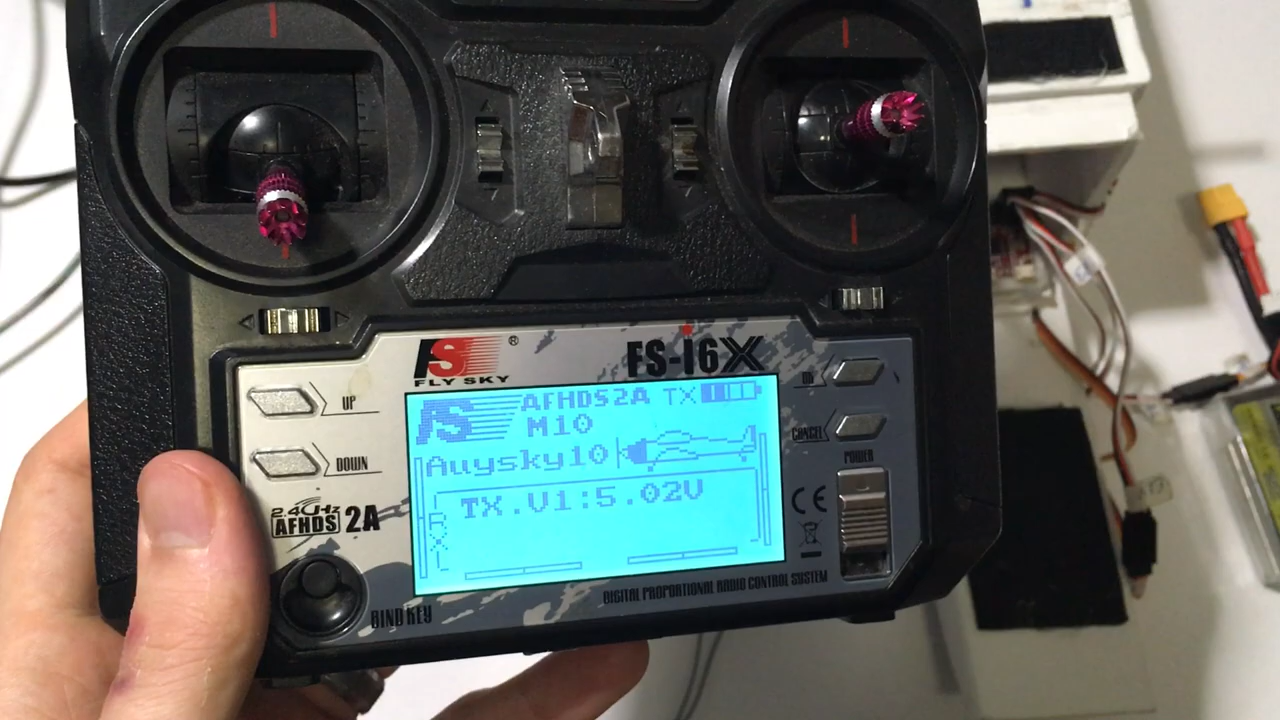 FS ®
FLY SKY
FS-i6X
UP
DOWN
2.4GHz
AFHDS 2A
BIND KEY
AFHDS2A TX
M10
Auysky10
TX.V1:5.02V
RX
OK
CANCEL
POWER
CE
DIGITAL PROPORTIONAL RADIO CONTROL SYSTEM